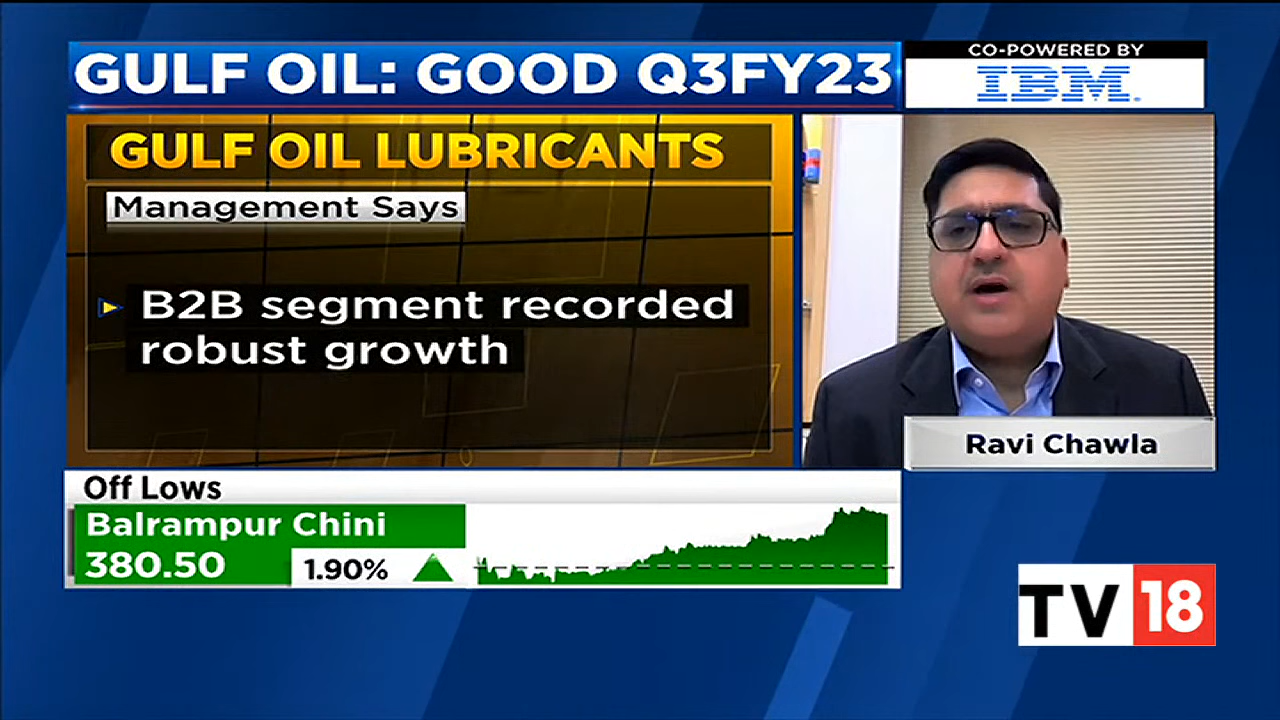 GULF OIL: GOOD Q3FY23
CO-POWERED BY
IBM
GULF OIL LUBRICANTS
Management Says
B2B segment recorded
robust growth
Ravi Chawla
Off Lows
Balrampur Chini
380.50
1.90%
TV18